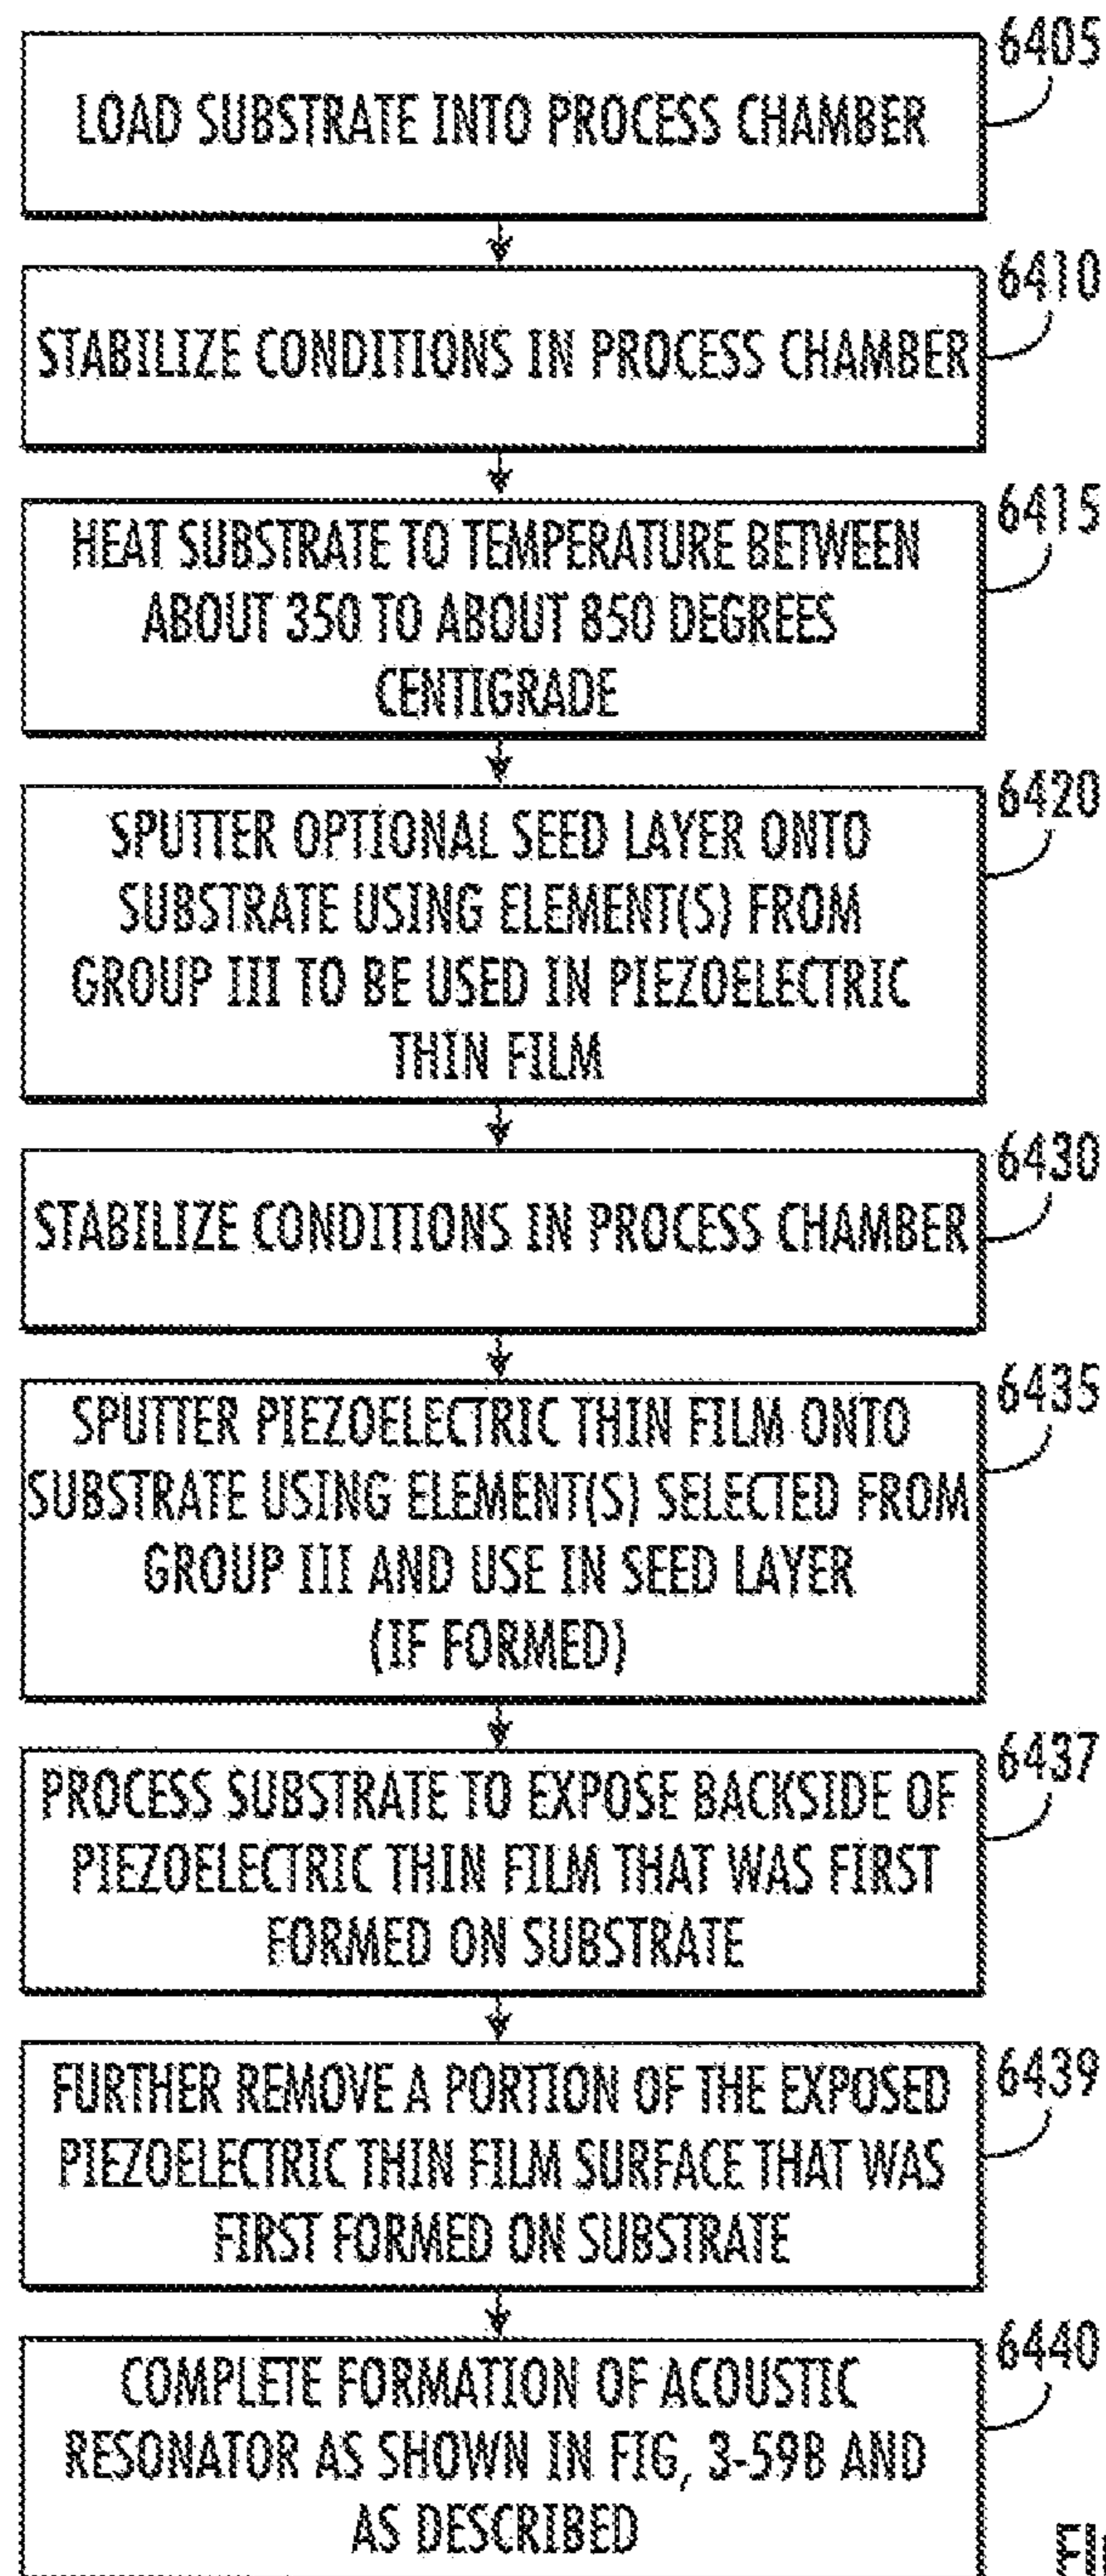 6405
LOAD SUBSTRATE INTO PROCESS CHAMBER
6410
STABILIZE CONDITIONS IN PROCESS CHAMBER
6415
HEAT SUBSTRATE TO TEMPERATURE BETWEEN
ABOUT 350 TO ABOUT 850 DEGREES
CENTIGRADE
6420
SPUTTER OPTIONAL SEED LAYER ONTO
SUBSTRATE USING ELEMENT(S) FROM
GROUP III TO BE USED IN PIEZOELECTRIC
THIN FILM
6430
STABILIZE CONDITIONS IN PROCESS CHAMBER
6435
SPUTTER PIEZOELECTRIC THIN FILM ONTO
SUBSTRATE USING ELEMENT(S) SELECTED FROM
GROUP III AND USE IN SEED LAYER
(IF FORMED)
6437
PROCESS SUBSTRATE TO EXPOSE BACKSIDE OF
PIEZOELECTRIC THIN FILM THAT WAS FIRST
FORMED ON SUBSTRATE
6439
FURTHER REMOVE A PORTION OF THE EXPOSED
PIEZOELECTRIC THIN FILM SURFACE THAT WAS
FIRST FORMED ON SUBSTRATE
6440
COMPLETE FORMATION OF ACOUSTIC
RESONATOR AS SHOWN IN FIG, 3-59B AND
AS DESCRIBED